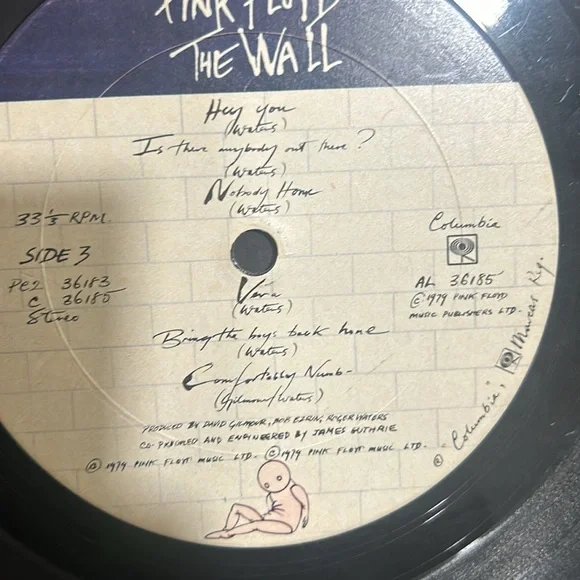 PINK FLOYD
THE WALL
Hey you
(Waters)
Is there anybody out there?
(Waters)
Nobody Home
(Waters)
33 1/3 RPM
SIDE 3
PC2 36183
C 36185
Stereo
Columbia
AL 36185
© 1979 PINK FLOYD
MUSIC PUBLISHERS LTD.
Vera
(Waters)
Bring the boys back home
(Waters)
Comfortably Numb
(Gilmour/Waters)
PRODUCED BY DAVID GILMOUR, BOB EZRIN, ROGER WATERS
CO-PRODUCED AND ENGINEERED BY JAMES GUTHRIE
℗ 1979 PINK FLOYD MUSIC LTD. © 1979 PINK FLOYD MUSIC LTD.
® "Columbia", Marcas Reg.